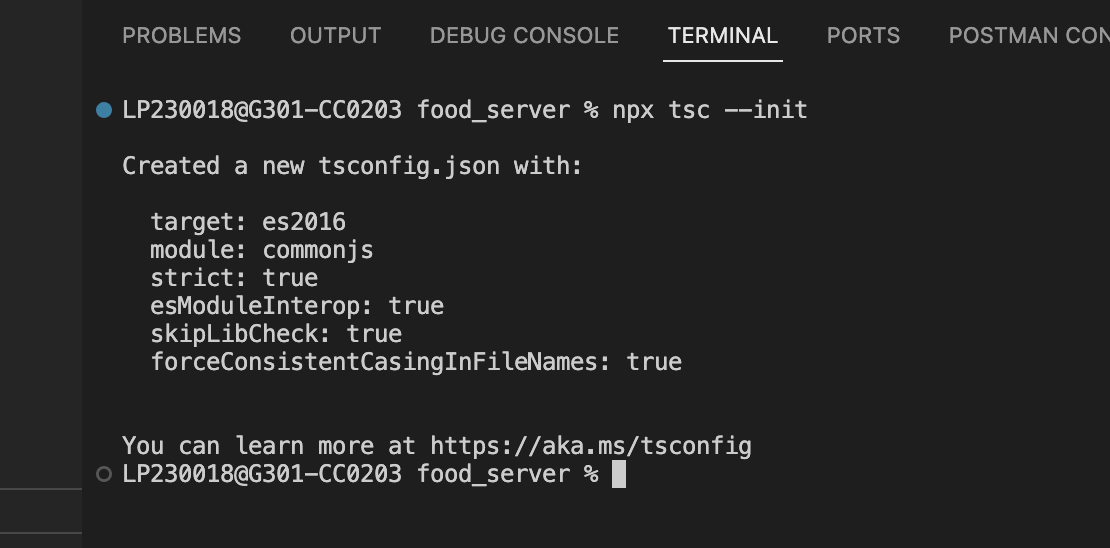 PROBLEMS OUTPUT DEBUG CONSOLE TERMINAL PORTS POSTMAN CON
LP230018@G301-CC0203 food_server % npx tsc --init
Created a new tsconfig.json with:
target: es2016
module: commonjs
strict: true
esModuleInterop: true
skipLibCheck: true
forceConsistentCasingInFileNames: true
You can learn more at https://aka.ms/tsconfig
LP230018@G301-CC0203 food_server %